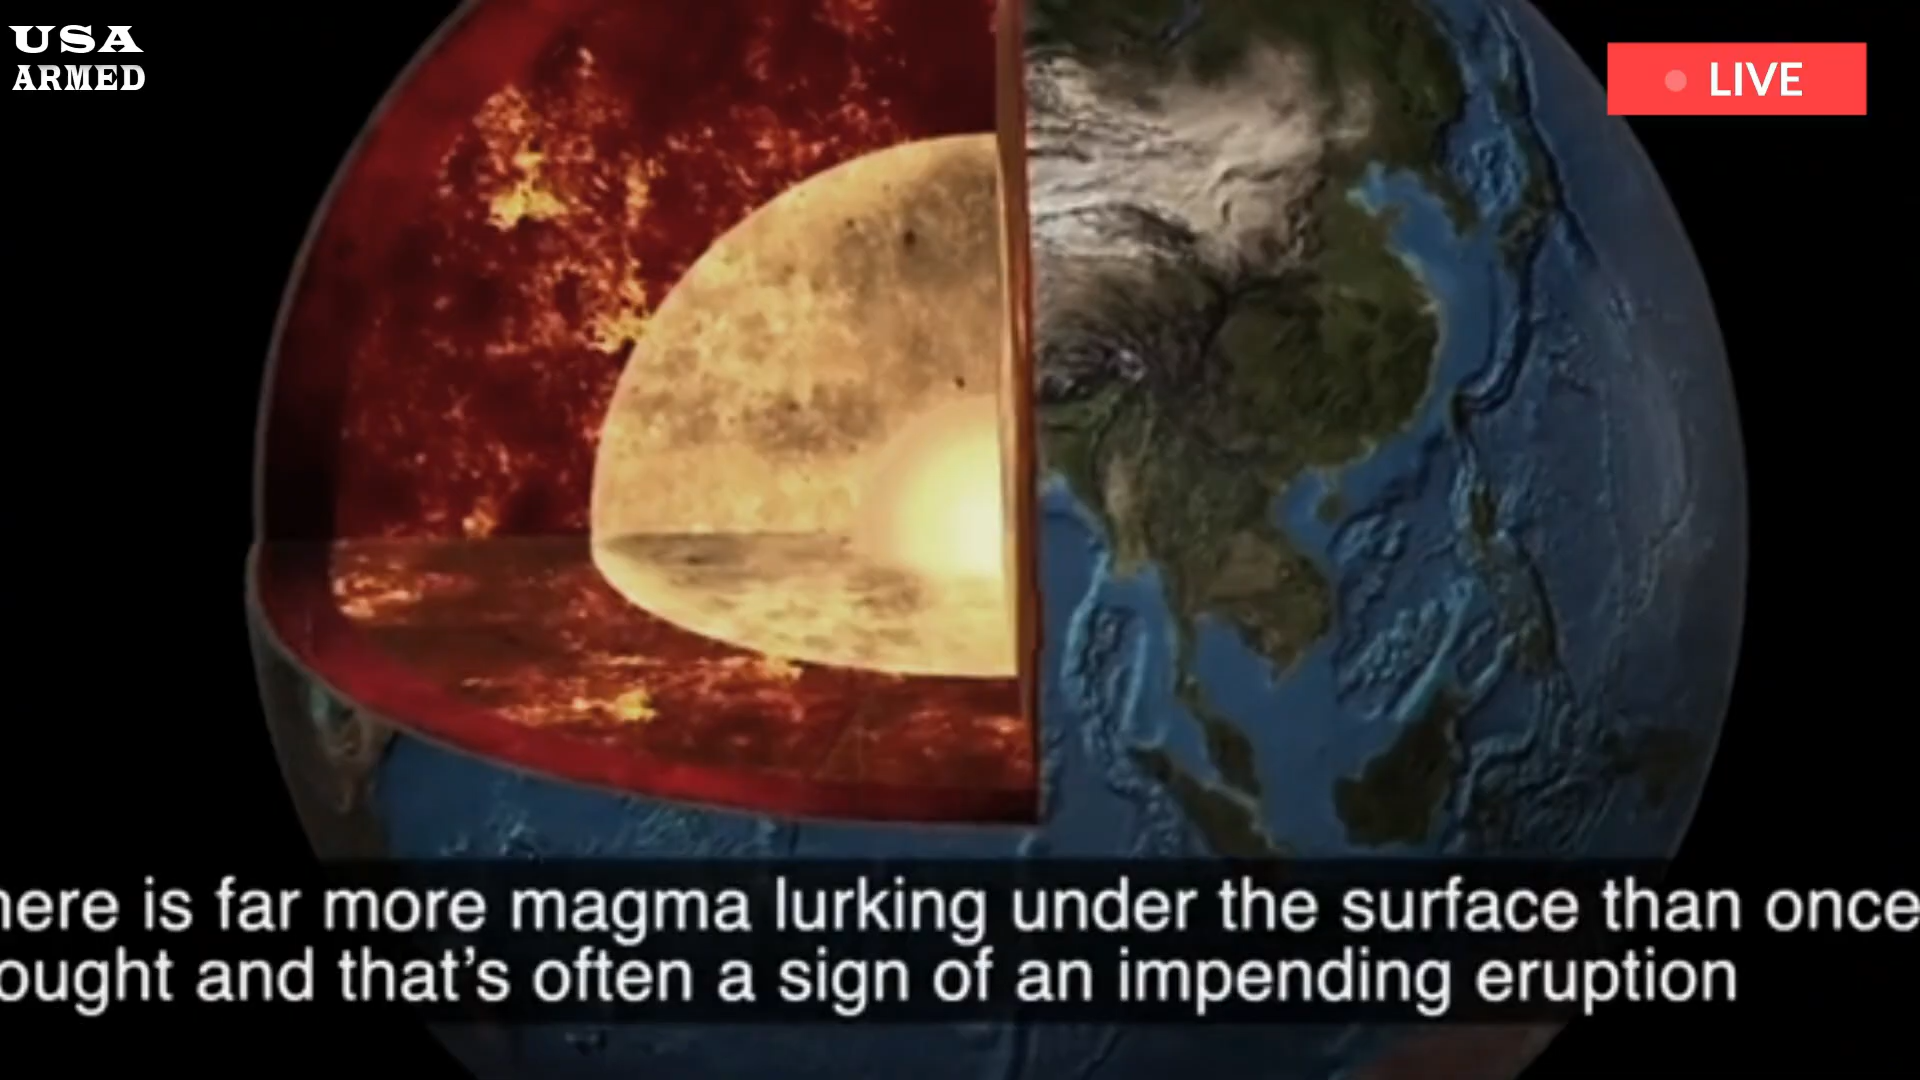 USA
ARMED
LIVE
here is far more magma lurking under the surface than once
ought and that's often a sign of an impending eruption